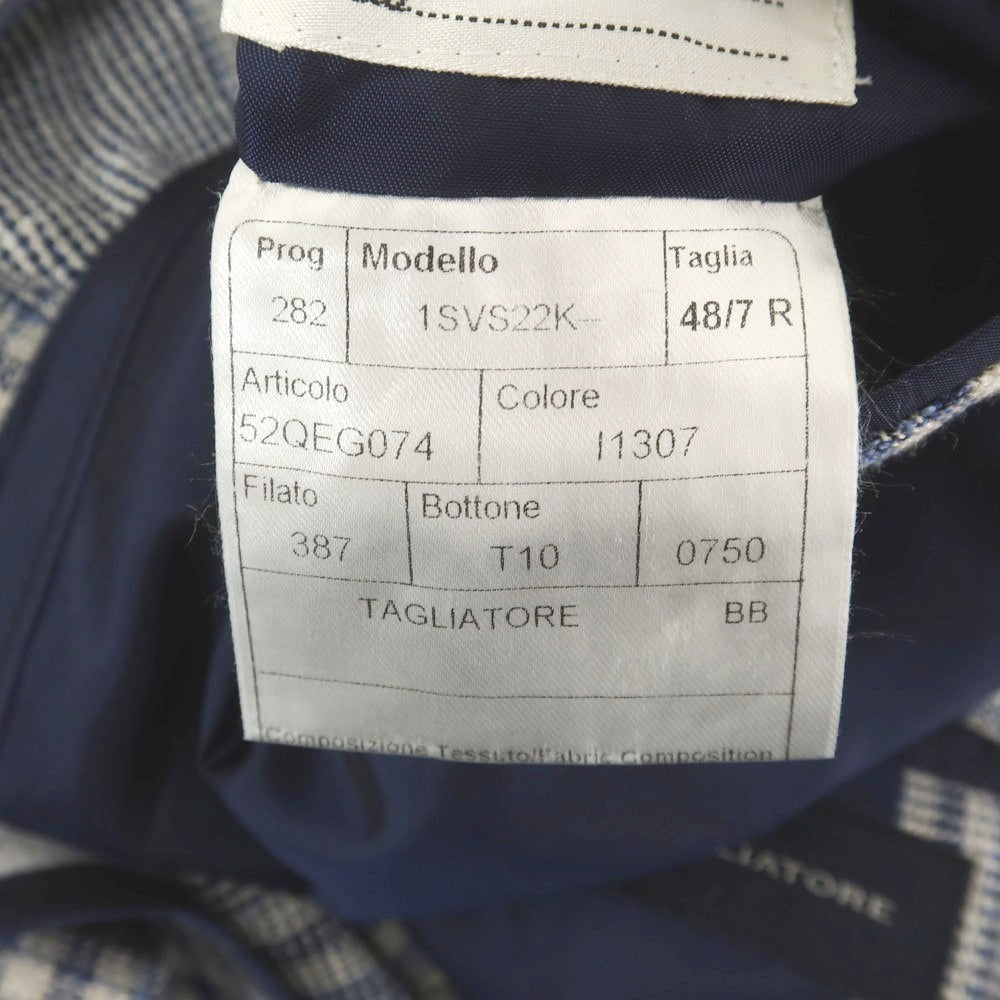 Prog Modello Taglia
282 1SVS22K- 48/7 R
Articolo Colore
52QEG074 I1307
Filato Bottone
387 T10 0750
TAGLIATORE BB
Composizione Tessuto/Fabric Composition
LIATORE